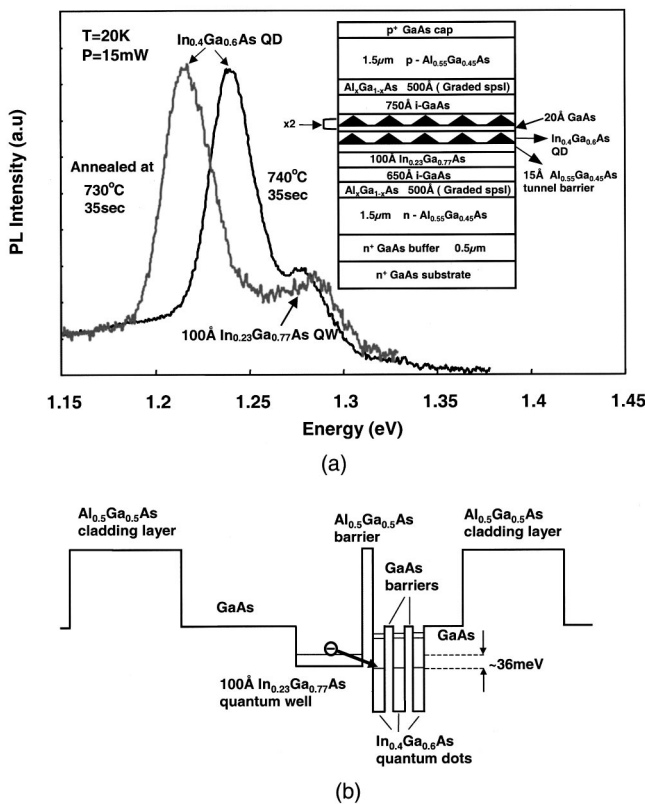 T=20K
P=15mW
In0.4Ga0.6As QD
Annealed at
730°C
35sec
740°C
35sec
100Å In0.23Ga0.77As QW
p+ GaAs cap
1.5μm p - Al0.55Ga0.45As
AlxGa1-xAs 500Å ( Graded spsl)
750Å i-GaAs
x2
100Å In0.23Ga0.77As
650Å i-GaAs
AlxGa1-xAs 500Å ( Graded spsl)
1.5μm n - Al0.55Ga0.45As
n+ GaAs buffer 0.5μm
n+ GaAs substrate
20Å GaAs
In0.4Ga0.6As
QD
15Å Al0.55Ga0.45As
tunnel barrier
PL Intensity (a.u)
1.15 1.2 1.25 1.3 1.35 1.4 1.45
Energy (eV)
(a)
Al0.5Ga0.5As
cladding layer
Al0.5Ga0.5As
barrier
Al0.5Ga0.5As
cladding layer
GaAs
barriers
GaAs
GaAs
~36meV
100Å In0.23Ga0.77As
quantum well
In0.4Ga0.6As
quantum dots
(b)